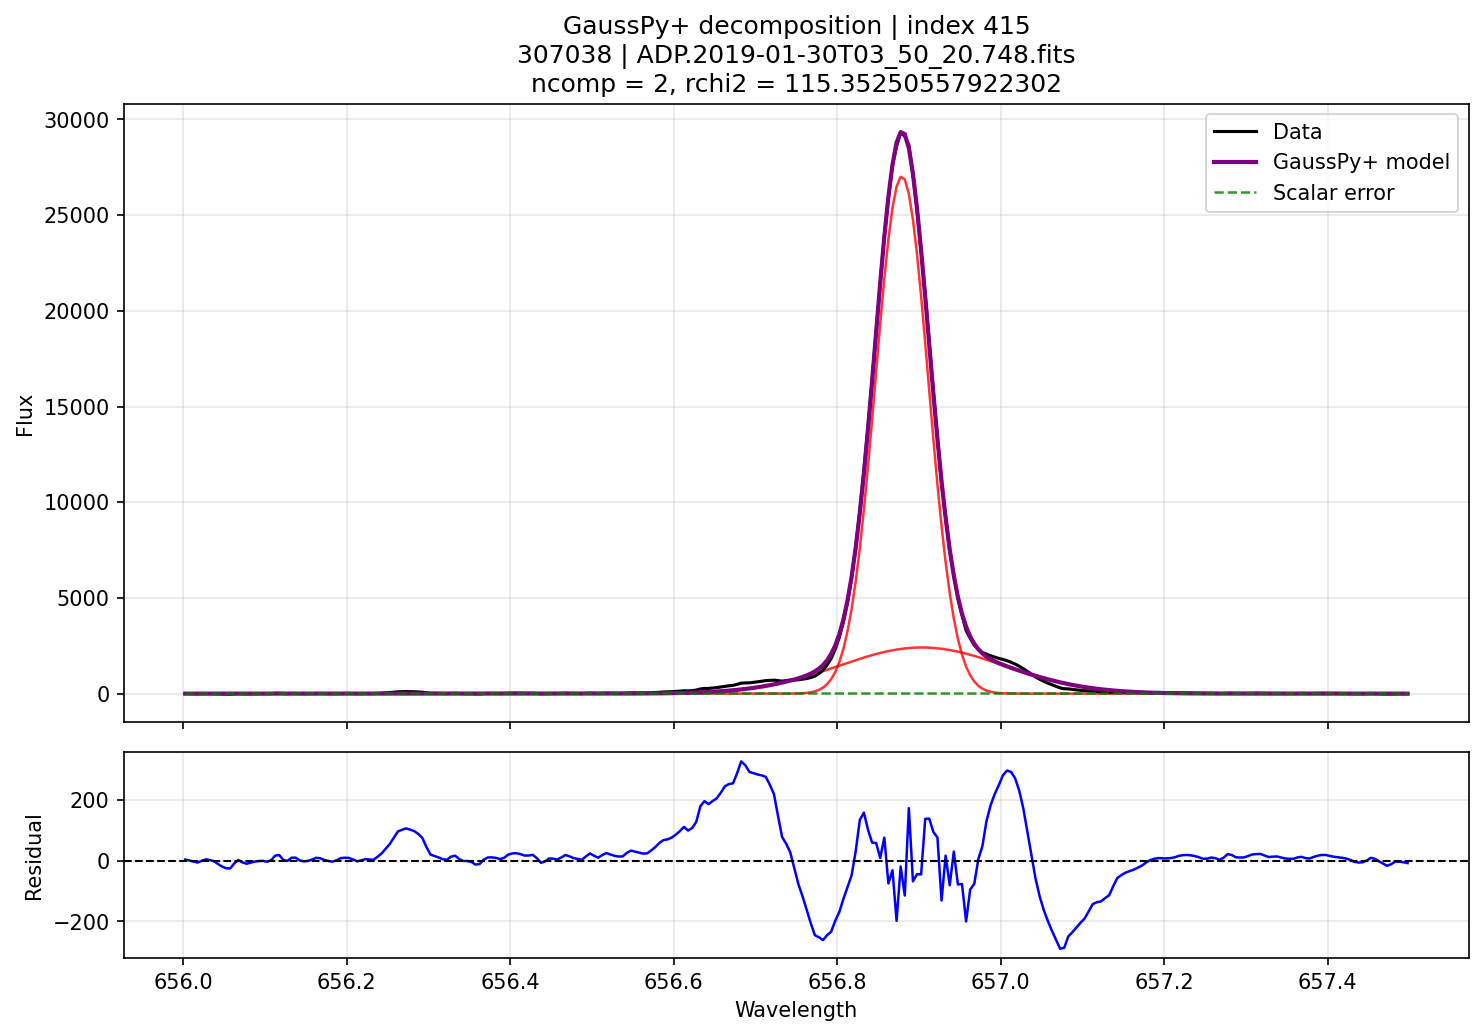 GaussPy+ decomposition | index 415
307038 | ADP.2019-01-30T03_50_20.748.fits
ncomp = 2, rchi2 = 115.35250557922302
Data
GaussPy+ model
Scalar error
Flux
30000
25000
20000
15000
10000
5000
0
Residual
200
0
−200
656.0 656.2 656.4 656.6 656.8 657.0 657.2 657.4
Wavelength